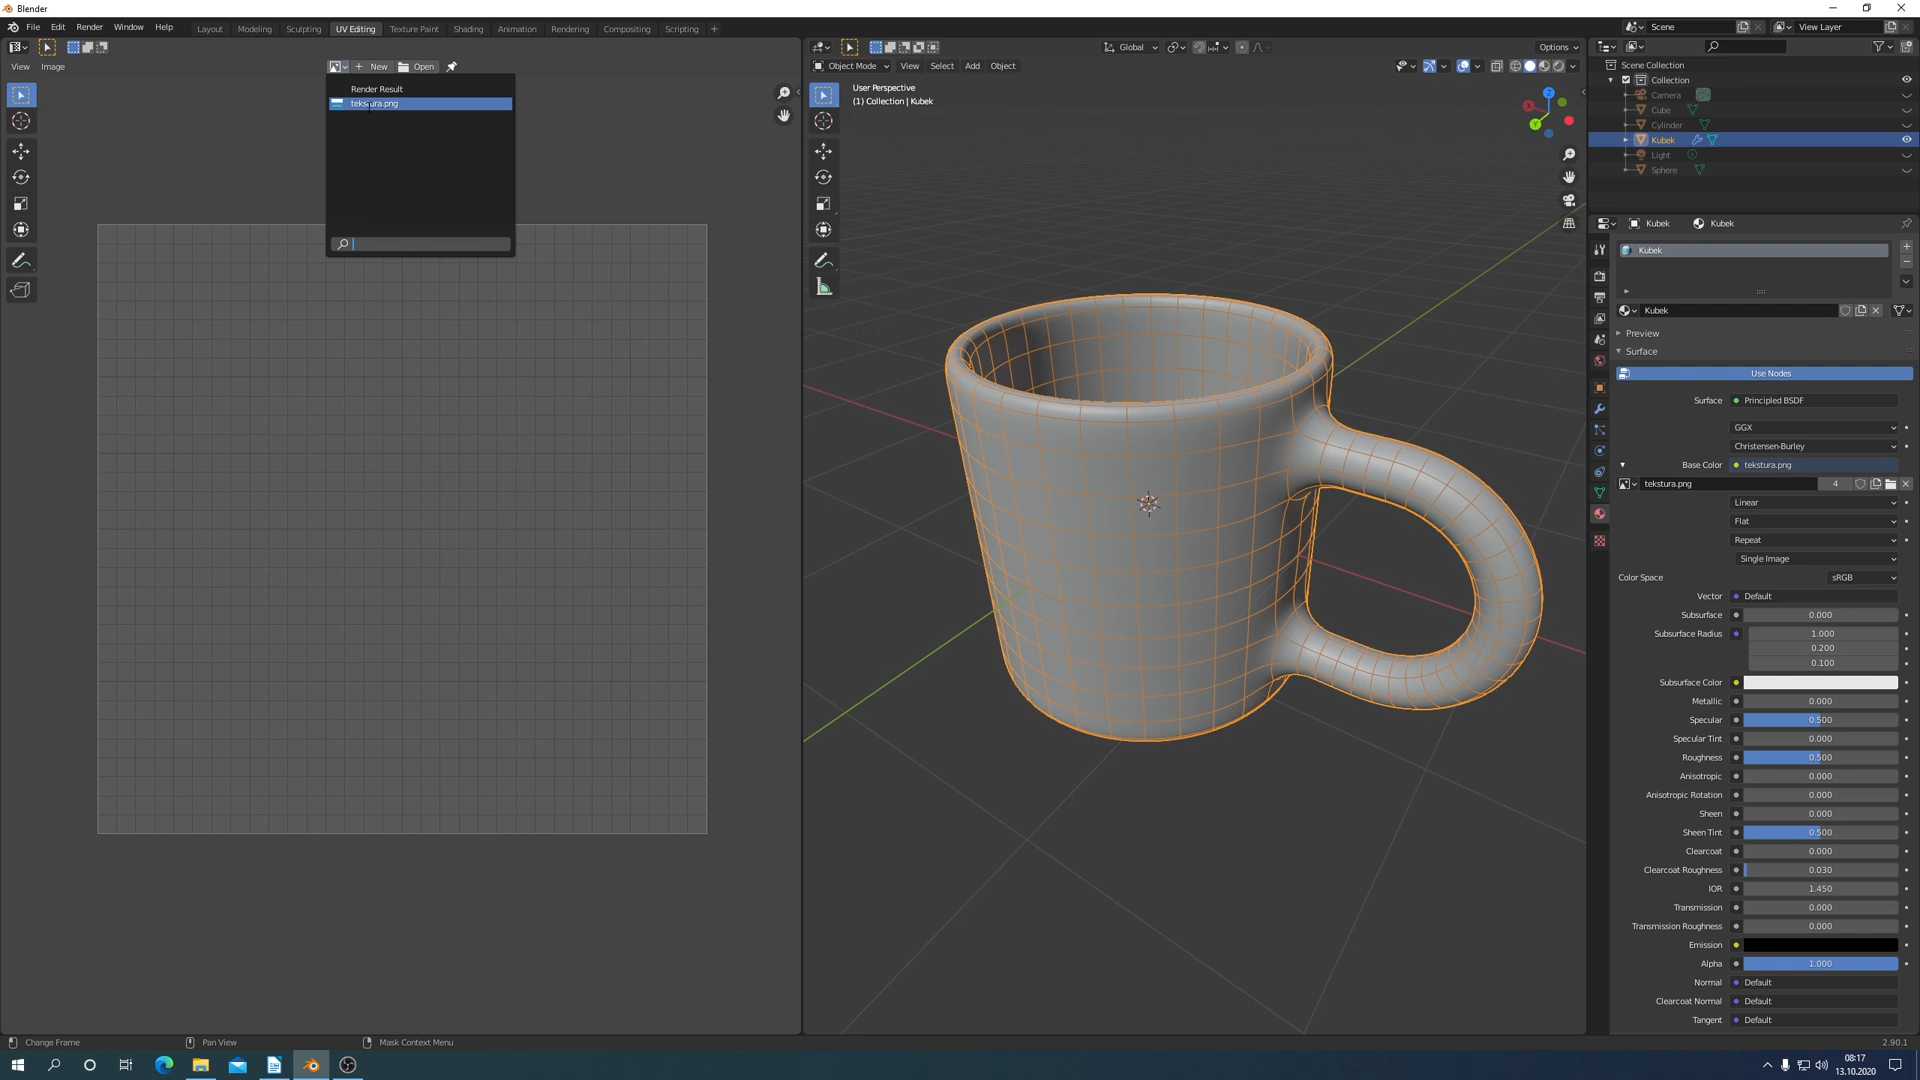 Blender
File Edit Render Window Help
Layout Modeling Sculpting UV Editing Texture Paint Shading Animation Rendering Compositing Scripting +
Scene
View Layer
View Image
New Open
Render Result
tekstura.png
Global
Options
Object Mode View Select Add Object
User Perspective
(1) Collection | Kubek
Z
X
Y
Scene Collection
Collection
Camera
Cube
Cylinder
Kubek
Light
Sphere
Kubek Kubek
Kubek
Kubek
Preview
Surface
Use Nodes
Surface Principled BSDF
GGX
Christensen-Burley
Base Color tekstura.png
tekstura.png 4
Linear
Flat
Repeat
Single Image
Color Space sRGB
Vector Default
Subsurface 0.000
Subsurface Radius 1.000
0.200
0.100
Subsurface Color
Metallic 0.000
Specular 0.500
Specular Tint 0.000
Roughness 0.500
Anisotropic 0.000
Anisotropic Rotation 0.000
Sheen 0.000
Sheen Tint 0.500
Clearcoat 0.000
Clearcoat Roughness 0.030
IOR 1.450
Transmission 0.000
Transmission Roughness 0.000
Emission
Alpha 1.000
Normal Default
Clearcoat Normal Default
Tangent Default
Change Frame Pan View Mask Context Menu 2.90.1
08:17
13.10.2020